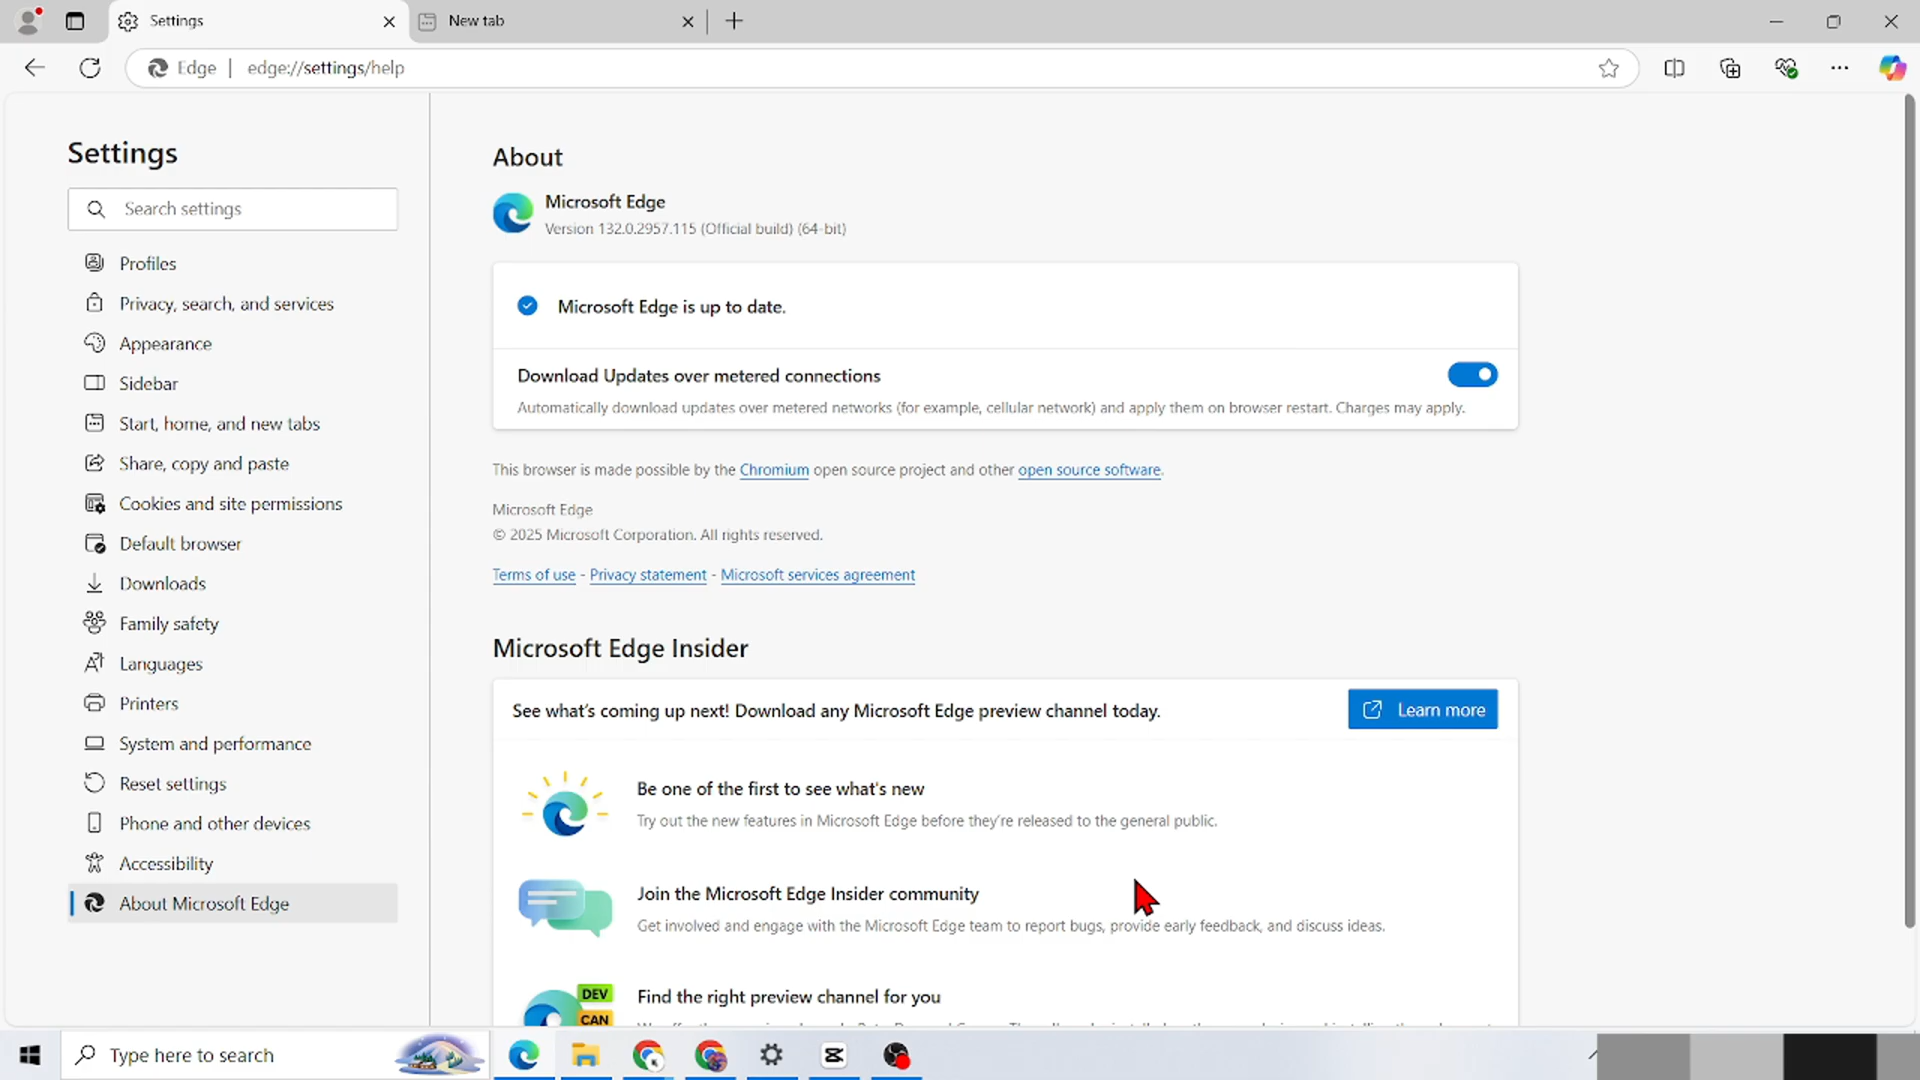 Settings
New tab
Edge
edge://settings/help
Settings
Search settings
Profiles
Privacy, search, and services
Appearance
Sidebar
Start, home, and new tabs
Share, copy and paste
Cookies and site permissions
Default browser
Downloads
Family safety
Languages
Printers
System and performance
Reset settings
Phone and other devices
Accessibility
About Microsoft Edge
About
Microsoft Edge
Version 132.0.2957.115 (Official build) (64-bit)
Microsoft Edge is up to date.
Download Updates over metered connections
Automatically download updates over metered networks (for example, cellular network) and apply them on browser restart. Charges may apply.
This browser is made possible by the Chromium open source project and other open source software.
Microsoft Edge
© 2025 Microsoft Corporation. All rights reserved.
Terms of use - Privacy statement - Microsoft services agreement
Microsoft Edge Insider
See what's coming up next! Download any Microsoft Edge preview channel today.
Learn more
Be one of the first to see what's new
Try out the new features in Microsoft Edge before they're released to the general public.
Join the Microsoft Edge Insider community
Get involved and engage with the Microsoft Edge team to report bugs, provide early feedback, and discuss ideas.
DEV
CAN
Find the right preview channel for you
Type here to search